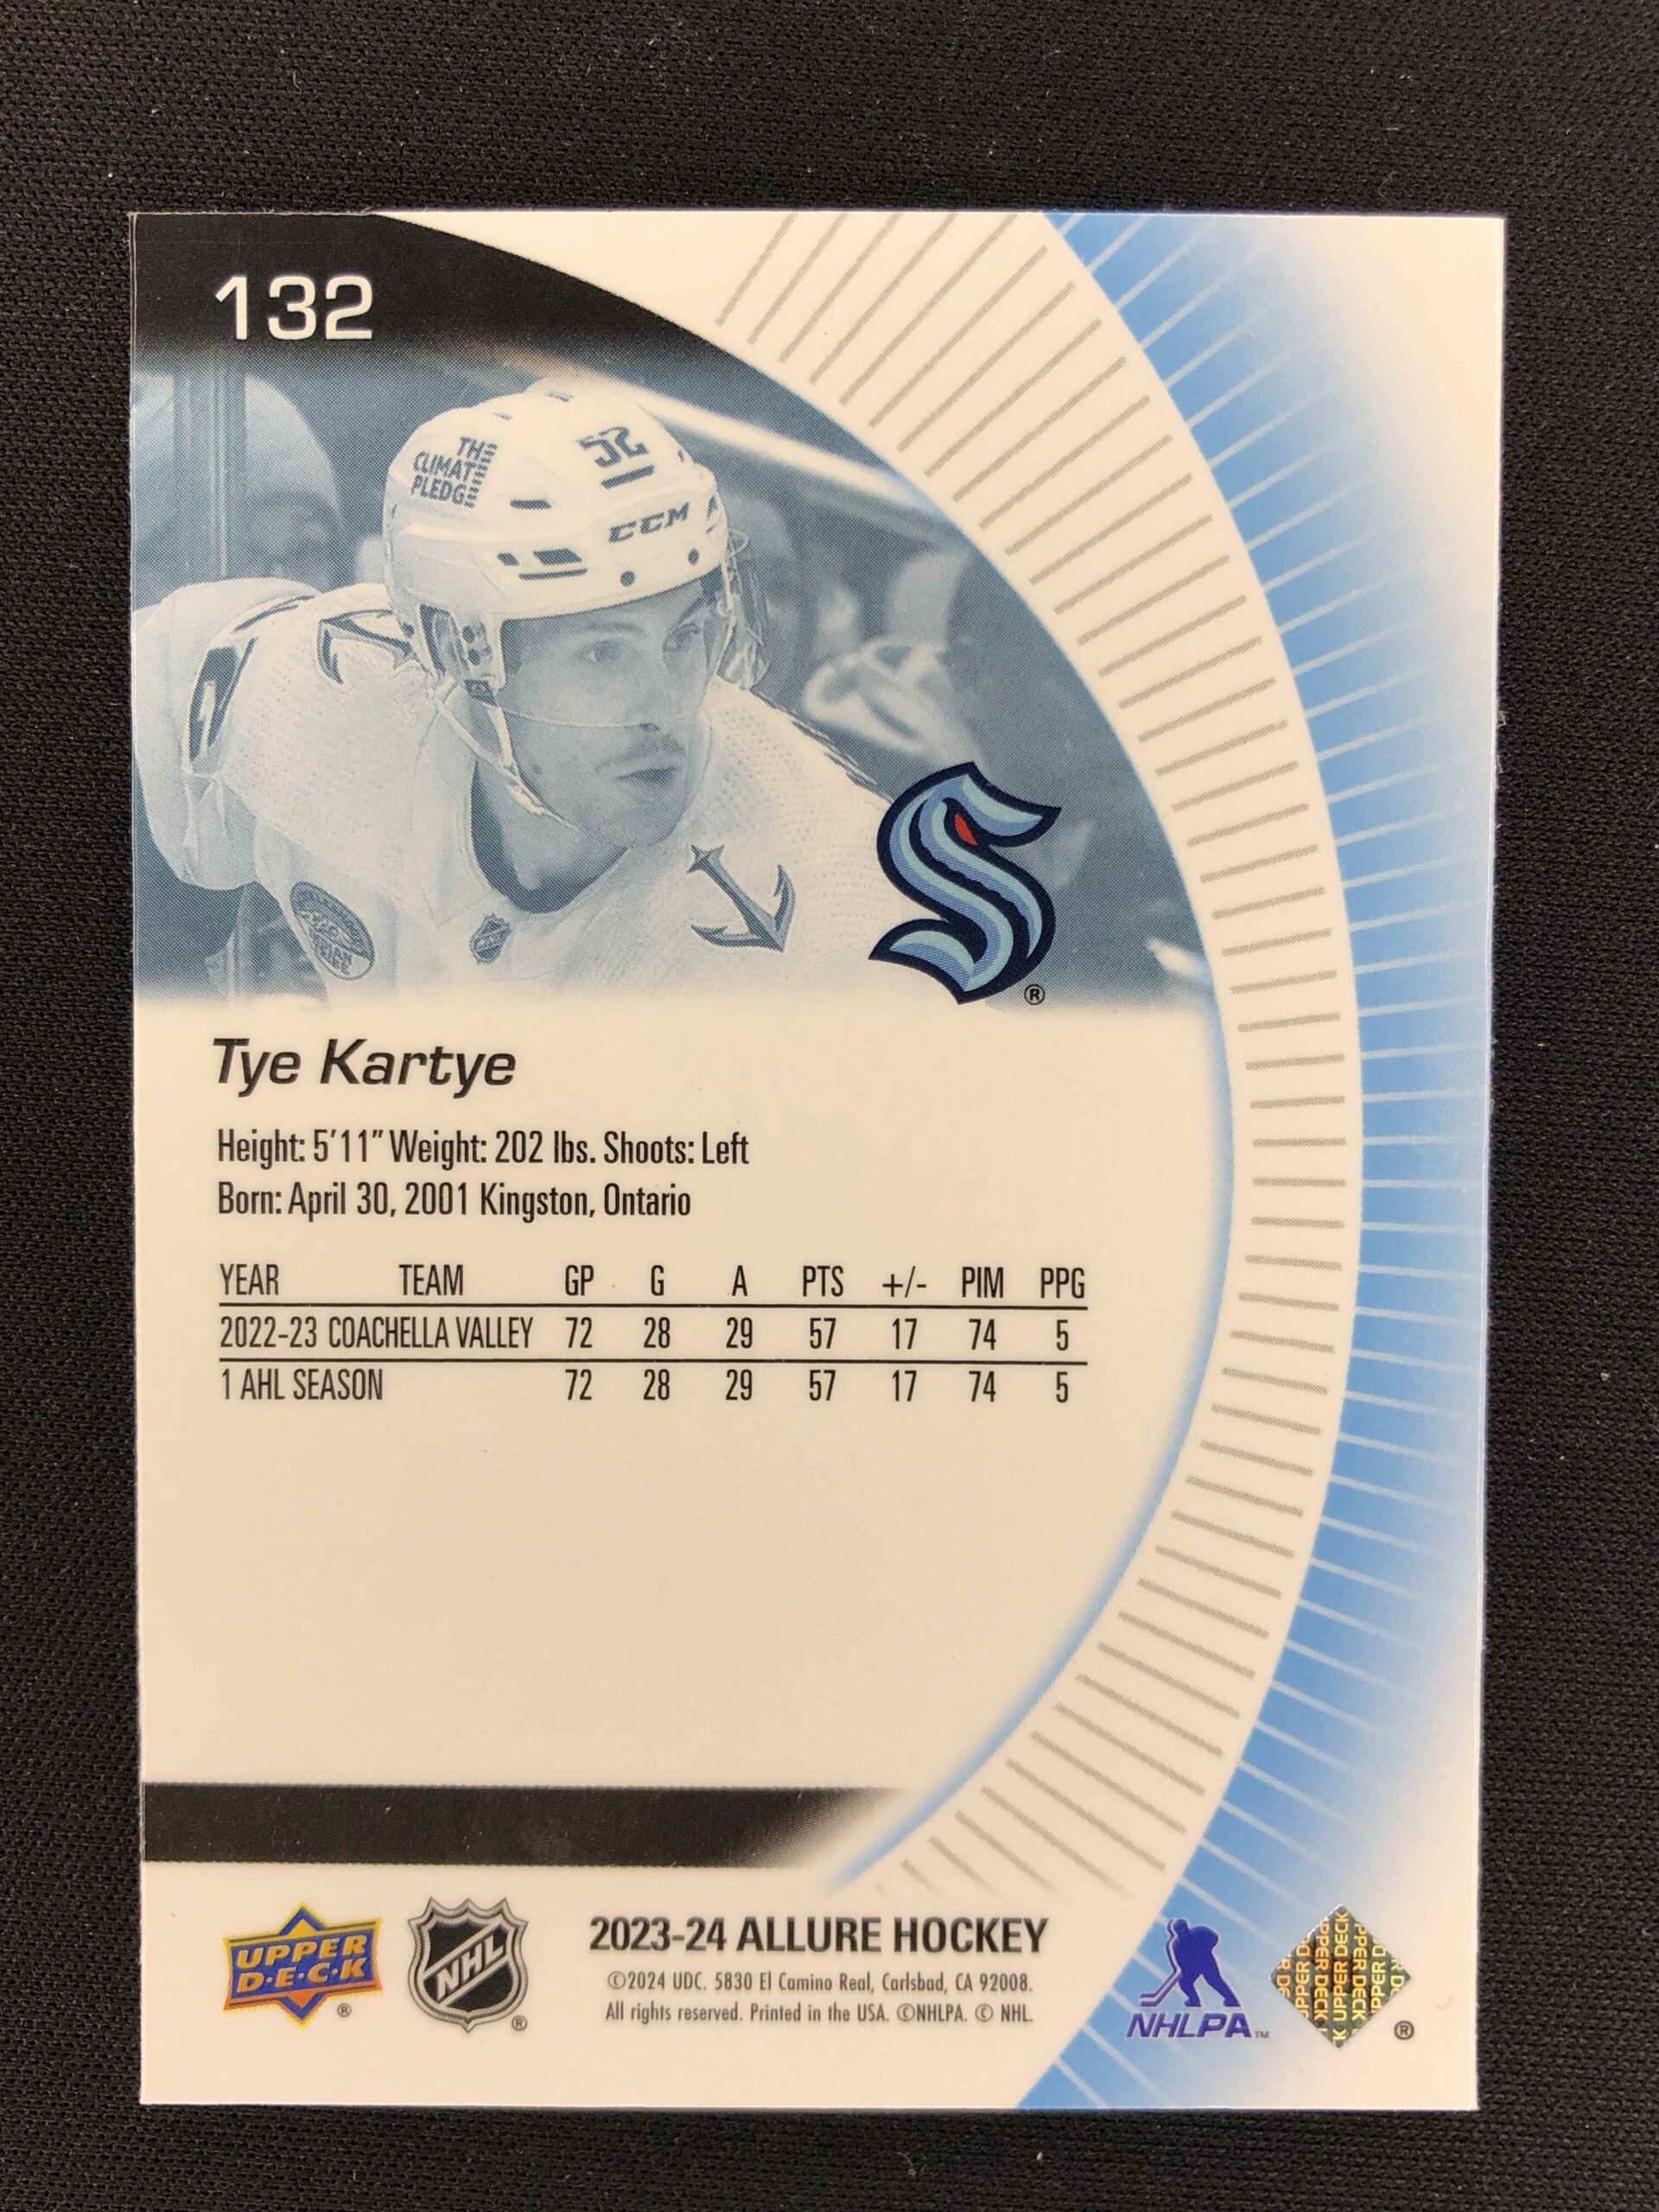 132
THE
CLIMATE
PLEDGE
52
CCM
®
Tye Kartye
Height: 5'11" Weight: 202 lbs. Shoots: Left
Born: April 30, 2001 Kingston, Ontario
YEAR TEAM GP G A PTS +/- PIM PPG
2022-23 COACHELLA VALLEY 72 28 29 57 17 74 5
1 AHL SEASON 72 28 29 57 17 74 5
UPPER
D·E·C·K
®
NHL
®
2023-24 ALLURE HOCKEY
©2024 UDC. 5830 El Camino Real, Carlsbad, CA 92008.
All rights reserved. Printed in the USA. ©NHLPA. © NHL.
NHLPA™
UPPER DECK
®